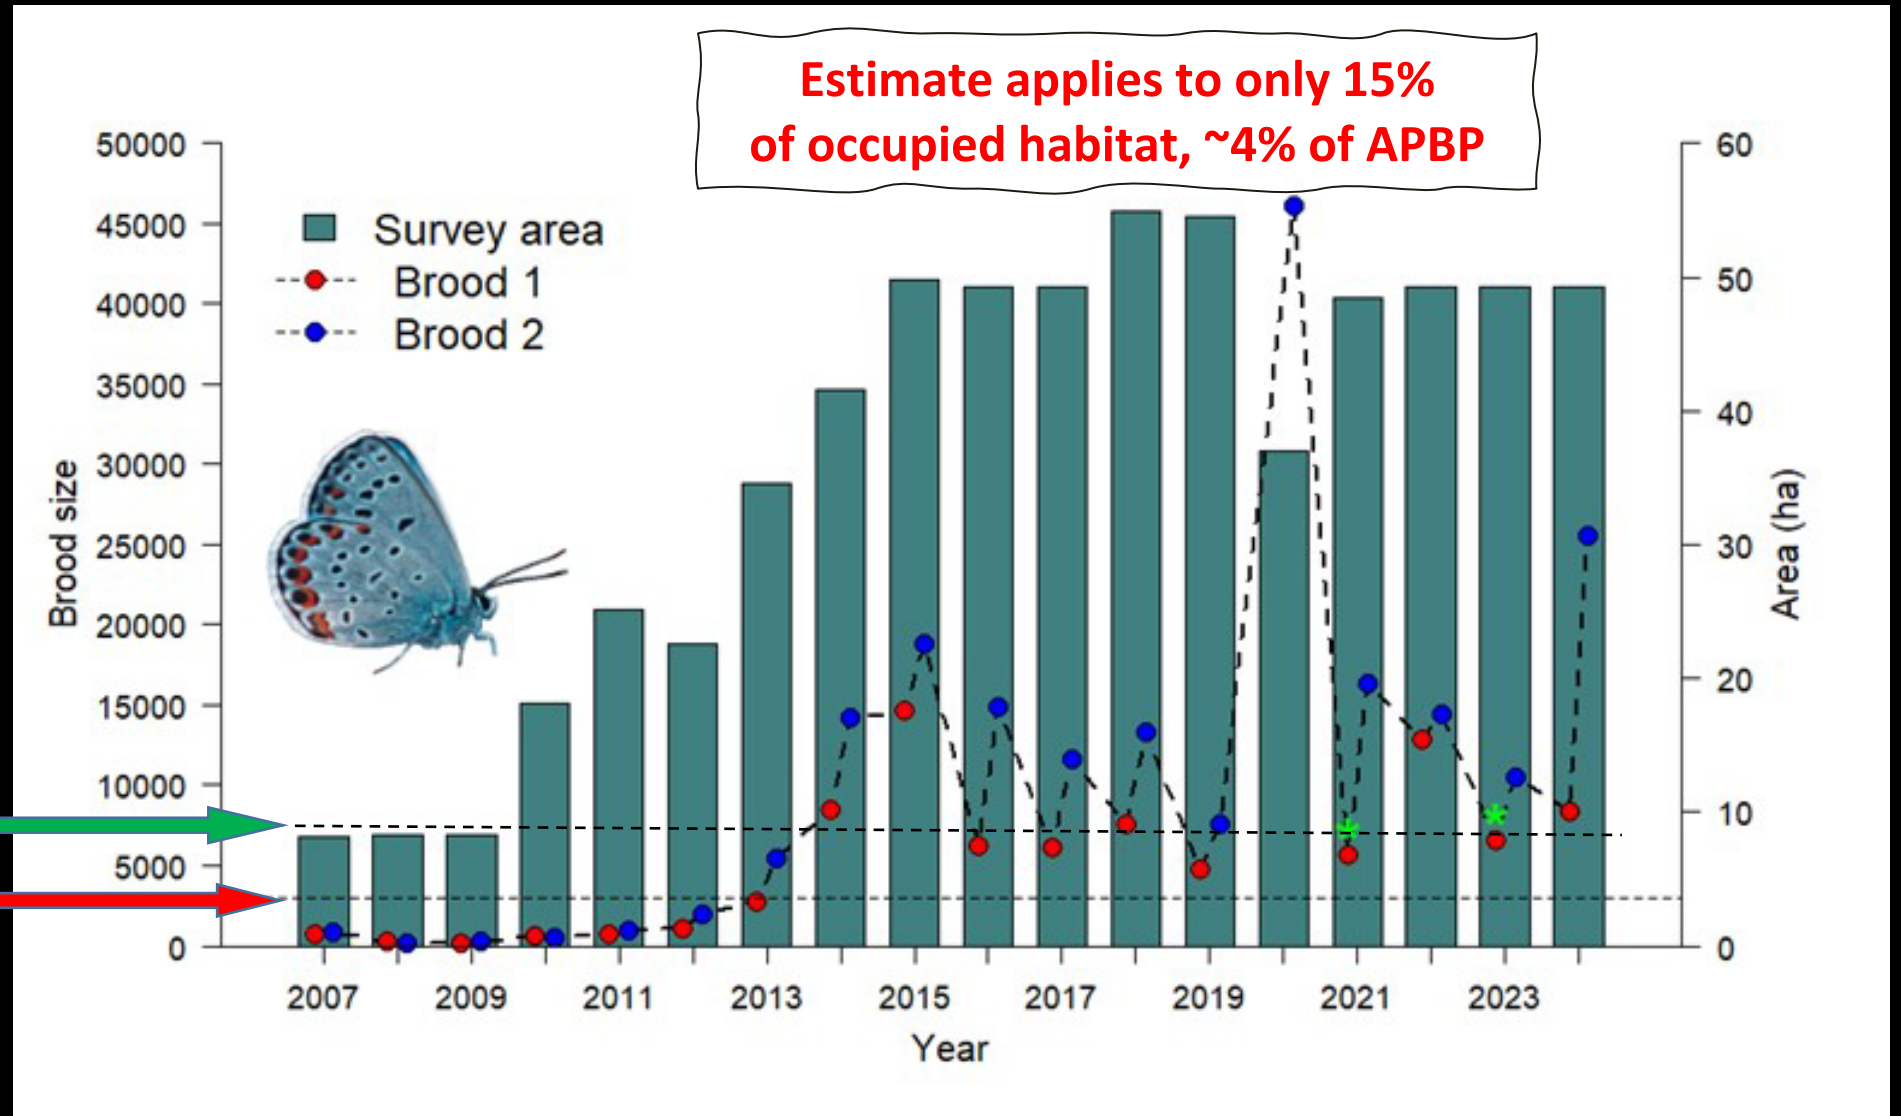 Estimate applies to only 15%
of occupied habitat, ~4% of APBP
Survey area
Brood 1
Brood 2
Brood size
50000
45000
40000
35000
30000
25000
20000
15000
10000
5000
0
60
50
40
30
20
10
0
Area (ha)
2007 2009 2011 2013 2015 2017 2019 2021 2023
Year